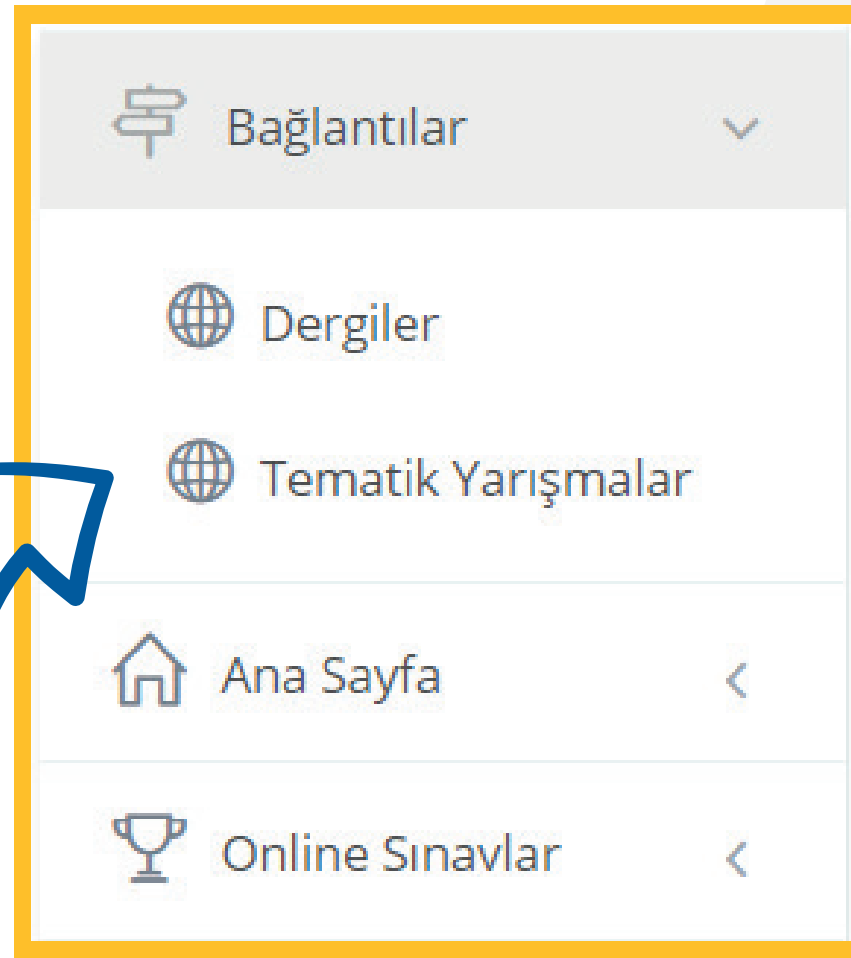 Bağlantılar
Dergiler
Tematik Yarışmalar
Ana Sayfa
Online Sınavlar